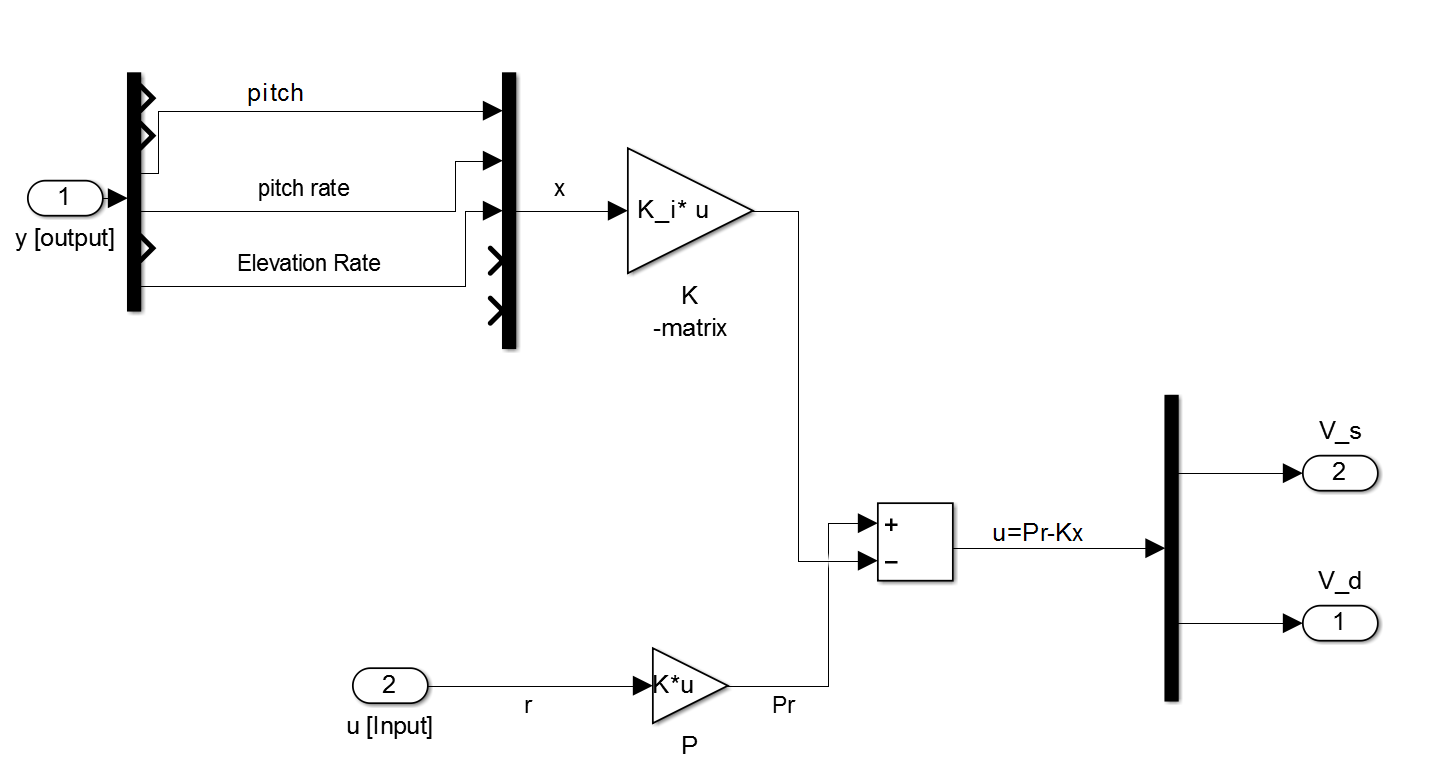 pitch
1
y [output]
pitch rate
Elevation Rate
x
K_i* u
K
-matrix
+
−
u=Pr-Kx
V_s
2
V_d
1
2
u [Input]
r
K*u
P
Pr